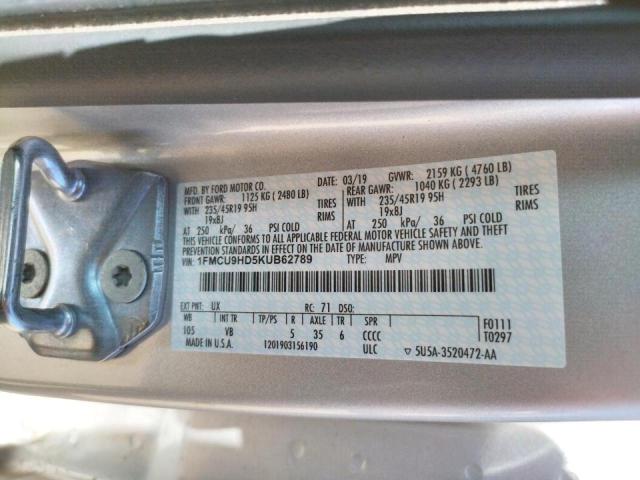 MFD. BY FORD MOTOR CO.
DATE: 03/19 GVWR: 2159 KG ( 4760 LB)
FRONT GAWR: 1125 KG ( 2480 LB)
REAR GAWR: 1040 KG ( 2293 LB)
WITH 235/45R19 95H TIRES
WITH 235/45R19 95H TIRES
19x8J RIMS
19x8J RIMS
AT 250 kPa/ 36 PSI COLD
AT 250 kPa/ 36 PSI COLD
THIS VEHICLE CONFORMS TO ALL APPLICABLE FEDERAL MOTOR VEHICLE SAFETY AND THEFT
PREVENTION STANDARDS IN EFFECT ON THE DATE OF MANUFACTURE SHOWN ABOVE.
VIN: 1FMCU9HD5KUB62789 TYPE: MPV
EXT PNT: UX RC: 71 DSO:
WB INT TR TP/PS R AXLE TR SPR
105 VB 5 35 6 CCCC
F0111
T0297
MADE IN U.S.A. 1201903156190 ULC
5U5A-3520472-AA